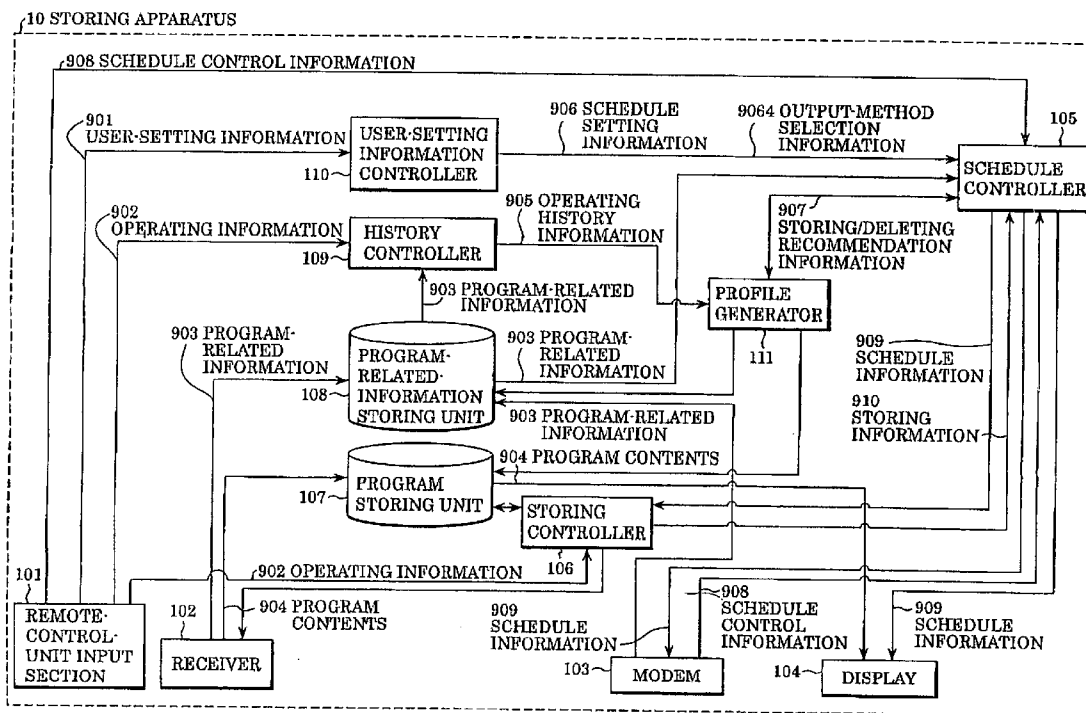 10 STORING APPARATUS
908 SCHEDULE CONTROL INFORMATION
901
USER-SETTING INFORMATION
USER-SETTING
INFORMATION
CONTROLLER
110
906 SCHEDULE
SETTING
INFORMATION
9064 OUTPUT-METHOD
SELECTION
INFORMATION
105
SCHEDULE
CONTROLLER
902
OPERATING INFORMATION
HISTORY
CONTROLLER
109
905 OPERATING
HISTORY
INFORMATION
907
STORING/DELETING
RECOMMENDATION
INFORMATION
903 PROGRAM-RELATED
INFORMATION
PROFILE
GENERATOR
111
903 PROGRAM-
RELATED
INFORMATION
PROGRAM-
RELATED-
INFORMATION
STORING UNIT
108
903 PROGRAM-
RELATED
INFORMATION
909
SCHEDULE
INFORMATION
910
STORING
INFORMATION
903 PROGRAM-RELATED
INFORMATION
904 PROGRAM CONTENTS
PROGRAM
STORING UNIT
107
STORING
CONTROLLER
106
902 OPERATING INFORMATION
101
REMOTE-
CONTROL-
UNIT INPUT
SECTION
102
RECEIVER
904 PROGRAM
CONTENTS
909
SCHEDULE
INFORMATION
908
SCHEDULE
CONTROL
INFORMATION
909
SCHEDULE
INFORMATION
103
MODEM
104
DISPLAY